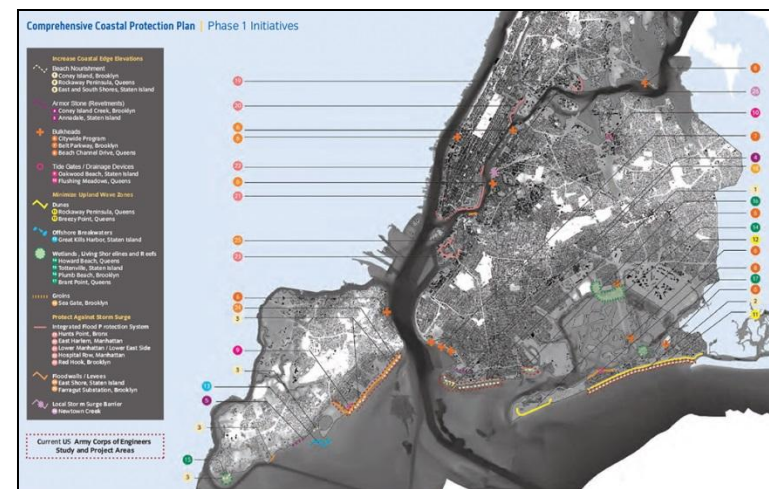 Comprehensive Coastal Protection Plan | Phase 1 Initiatives
Increase Coastal Edge Elevations
Beach Nourishment
Coney Island, Brooklyn
Rockaway Peninsula, Queens
East and South Shores, Staten Island
Armor Stone (Revetments)
Coney Island Creek, Brooklyn
Annadale, Staten Island
Bulkheads
Citywide Program
Belt Parkway, Brooklyn
Beach Channel Drive, Queens
Tide Gates / Drainage Devices
Oakwood Beach, Staten Island
Flushing Meadows, Queens
Minimize Upland Wave Zones
Dunes
Rockaway Peninsula, Queens
Breezy Point, Queens
Offshore Breakwaters
Great Kills Harbor, Staten Island
Wetlands, Living Shorelines and Reefs
Howard Beach, Queens
Tottenville, Staten Island
Plumb Beach, Brooklyn
Brant Point, Queens
Groins
Sea Gate, Brooklyn
Protect Against Storm Surge
Integrated Flood Protection System
Hunts Point, Bronx
East Harlem, Manhattan
Lower Manhattan / Lower East Side
Hospital Row, Manhattan
Red Hook, Brooklyn
Floodwalls / Levees
East Shore, Staten Island
Farragut Substation, Brooklyn
Local Storm Surge Barrier
Newtown Creek
Current US Army Corps of Engineers
Study and Project Areas